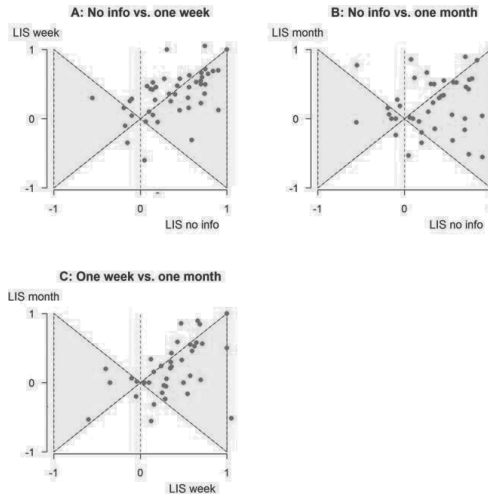 A: No info vs. one week
LIS week
1
0
-1
-1 0 1
LIS no info
B: No info vs. one month
LIS month
1
0
-1
-1 0 1
LIS no info
C: One week vs. one month
LIS month
1
0
-1
-1 0 1
LIS week